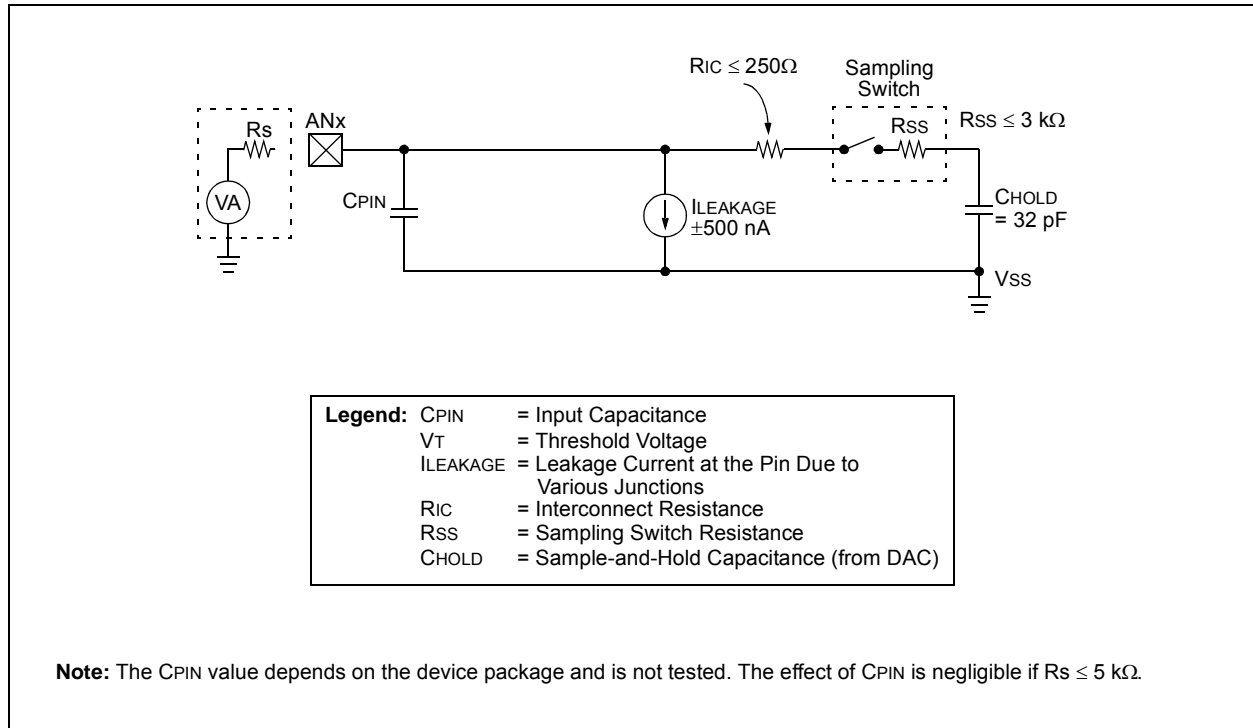 RIC ≤ 250Ω
Sampling
Switch
ANx
Rs
RSS
RSS ≤ 3 kΩ
VA
CPIN
ILEAKAGE
±500 nA
CHOLD
= 32 pF
VSS
Legend: CPIN = Input Capacitance
VT = Threshold Voltage
ILEAKAGE = Leakage Current at the Pin Due to
Various Junctions
RIC = Interconnect Resistance
RSS = Sampling Switch Resistance
CHOLD = Sample-and-Hold Capacitance (from DAC)
Note: The CPIN value depends on the device package and is not tested. The effect of CPIN is negligible if Rs ≤ 5 kΩ.